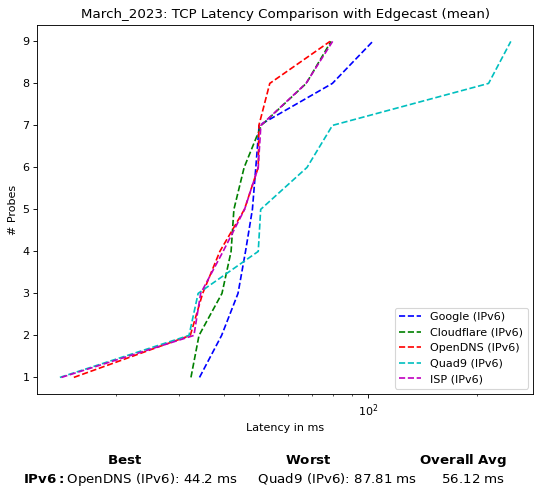 March_2023: TCP Latency Comparison with Edgecast (mean)
9
8
7
6
5
4
3
2
1
# Probes
Google (IPv6)
Cloudflare (IPv6)
OpenDNS (IPv6)
Quad9 (IPv6)
ISP (IPv6)
10²
Latency in ms
Best Worst Overall Avg
IPv6: OpenDNS (IPv6): 44.2 ms Quad9 (IPv6): 87.81 ms 56.12 ms